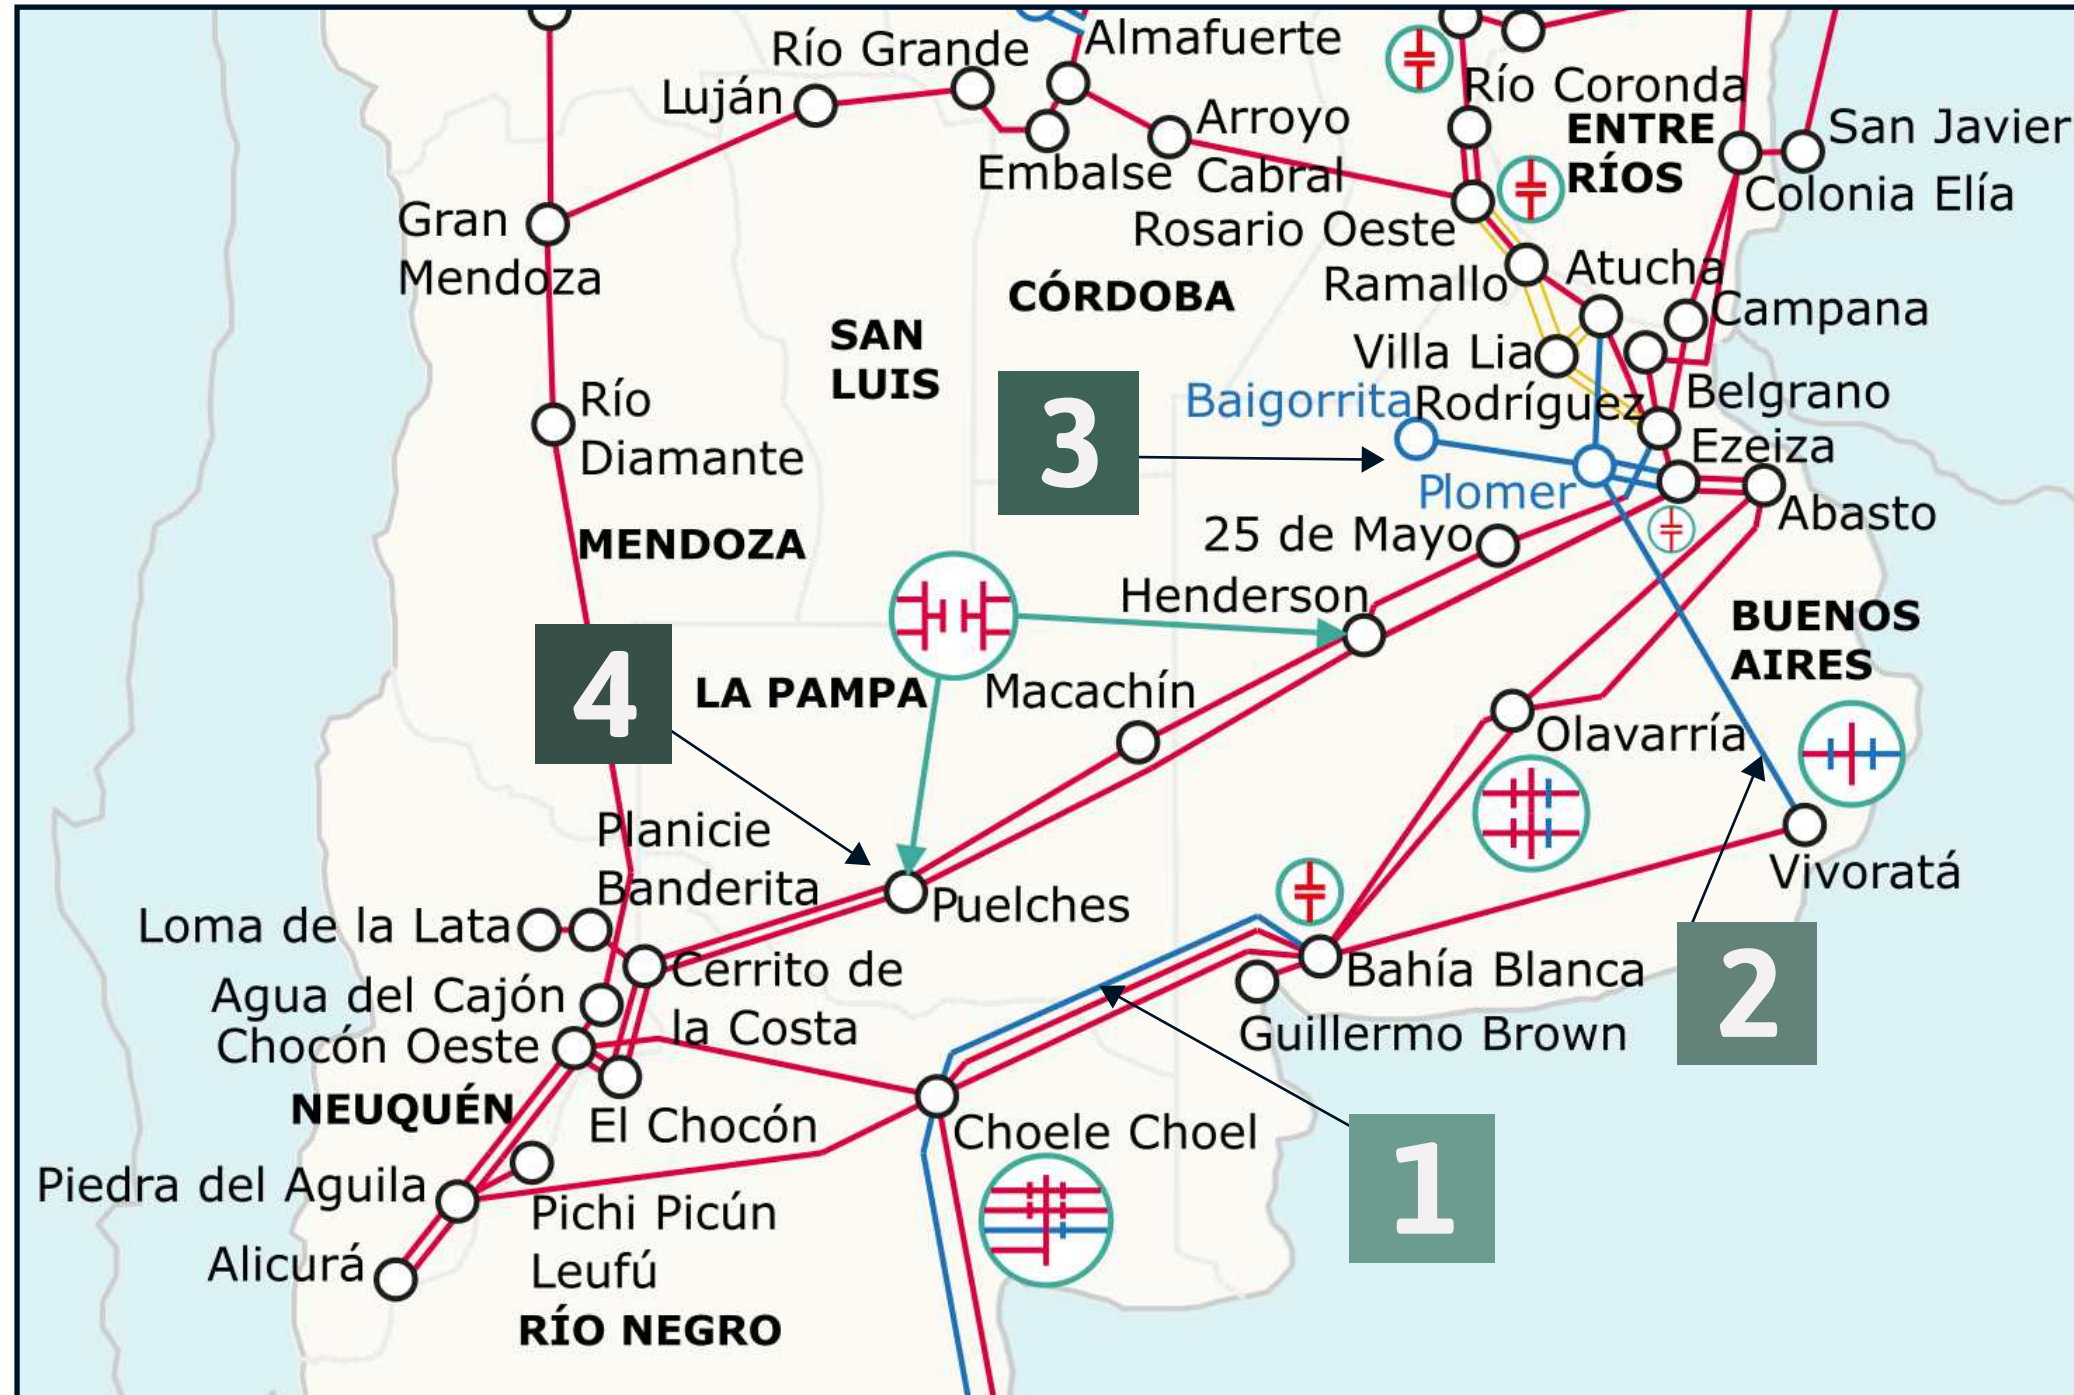 Río Grande
Almafuerte
Luján
Río Coronda
Arroyo
Cabral
ENTRE
RÍOS
San Javier
Embalse
Colonia Elía
Gran
Mendoza
Rosario Oeste
CÓRDOBA
Ramallo
Atucha
Campana
SAN
LUIS
Villa Lia
Baigorrita
Rodríguez
Belgrano
Río
Diamante
3
Ezeiza
Plomer
Abasto
MENDOZA
25 de Mayo
Henderson
BUENOS
AIRES
4
LA PAMPA
Macachín
Olavarría
Planicie
Banderita
Vivoratá
Loma de la Lata
Puelches
Cerrito de
la Costa
Bahía Blanca
2
Agua del Cajón
Chocón Oeste
Guillermo Brown
NEUQUÉN
El Chocón
Choele Choel
1
Piedra del Aguila
Pichi Picún
Leufú
Alicurá
RÍO NEGRO